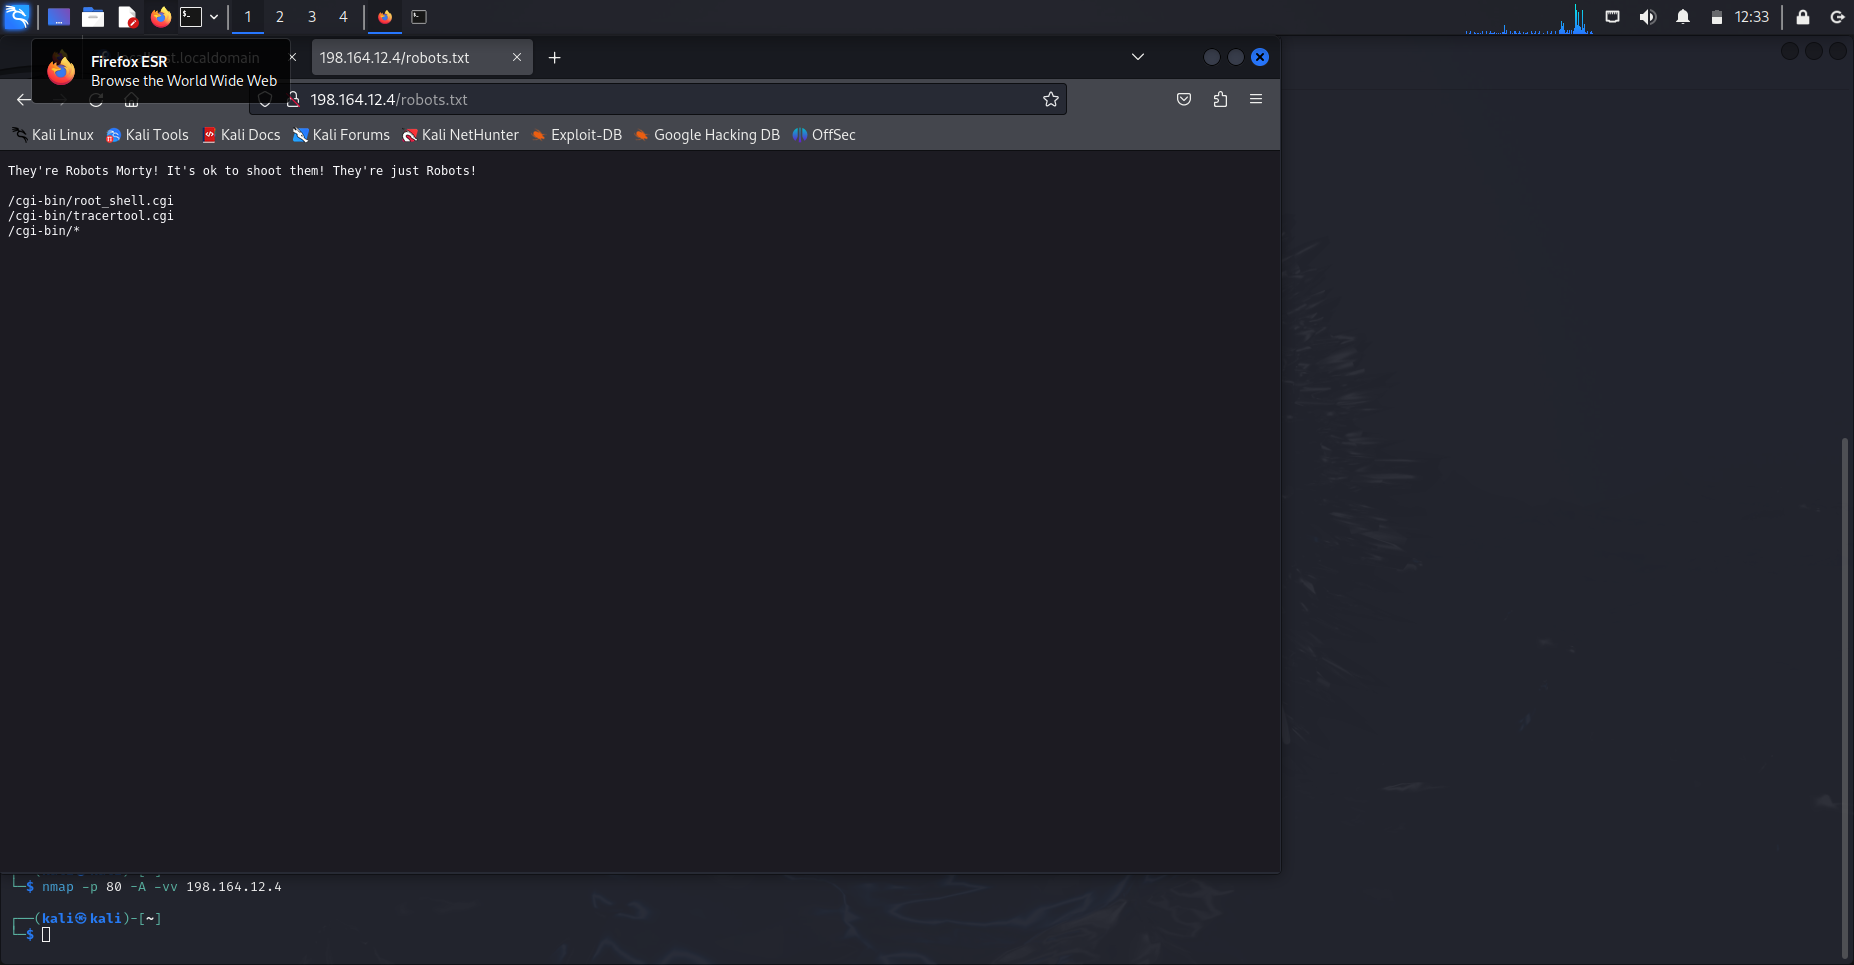 1 2 3 4 12:33
localhost.localdomain 198.164.12.4/robots.txt
Firefox ESR
Browse the World Wide Web
198.164.12.4/robots.txt
Kali Linux Kali Tools Kali Docs Kali Forums Kali NetHunter Exploit-DB Google Hacking DB OffSec
They're Robots Morty! It's ok to shoot them! They're just Robots!
/cgi-bin/root_shell.cgi
/cgi-bin/tracertool.cgi
/cgi-bin/*
└─$ nmap -p 80 -A -vv 198.164.12.4
┌──(kali㉿kali)-[~]
└─$